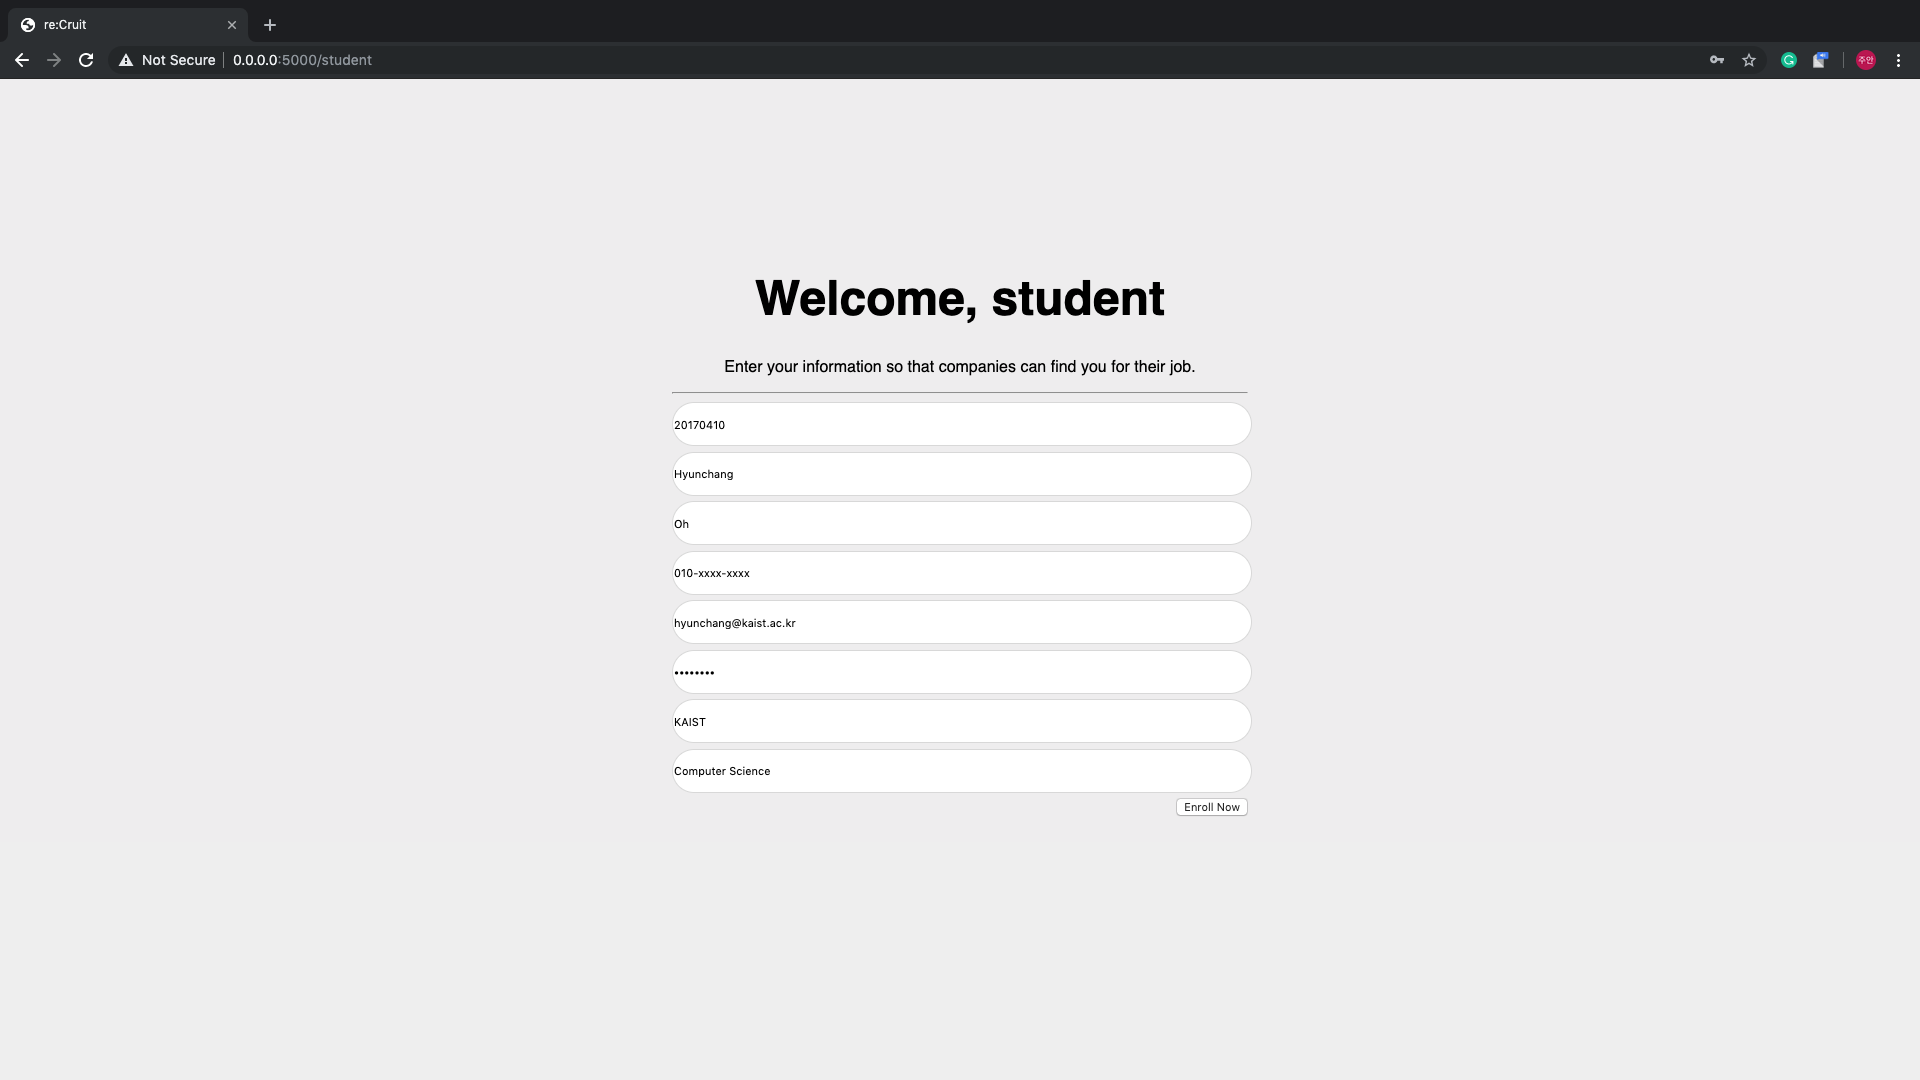 re:Cruit
Not Secure 0.0.0.0:5000/student
주안
Welcome, student
Enter your information so that companies can find you for their job.
20170410
Hyunchang
Oh
010-xxxx-xxxx
hyunchang@kaist.ac.kr
••••••••
KAIST
Computer Science
Enroll Now